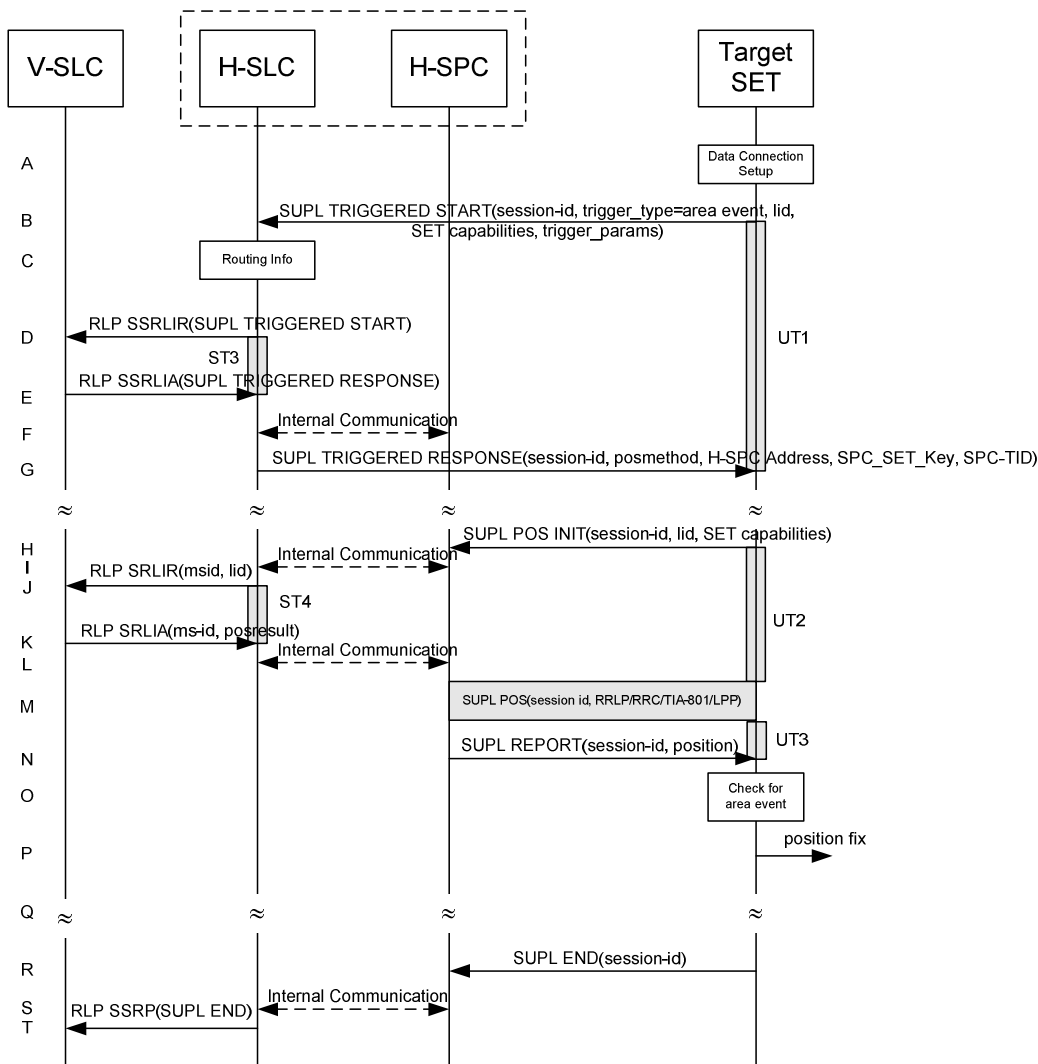 V-SLC
H-SLC
H-SPC
Target
SET
A
Data Connection
Setup
B
SUPL TRIGGERED START(session-id, trigger_type=area event, lid,
SET capabilities, trigger_params)
C
Routing Info
D
RLP SSRLIR(SUPL TRIGGERED START)
UT1
ST3
E
RLP SSRLIA(SUPL TRIGGERED RESPONSE)
F
Internal Communication
G
SUPL TRIGGERED RESPONSE(session-id, posmethod, H-SPC Address, SPC_SET_Key, SPC-TID)
≈ ≈ ≈ ≈
H
SUPL POS INIT(session-id, lid, SET capabilities)
I
Internal Communication
J
RLP SRLIR(msid, lid)
ST4
UT2
K
RLP SRLIA(ms-id, posresult)
L
Internal Communication
M
SUPL POS(session id, RRLP/RRC/TIA-801/LPP)
UT3
N
SUPL REPORT(session-id, position)
O
Check for
area event
P
position fix
Q
≈ ≈ ≈ ≈
R
SUPL END(session-id)
S
Internal Communication
T
RLP SSRP(SUPL END)